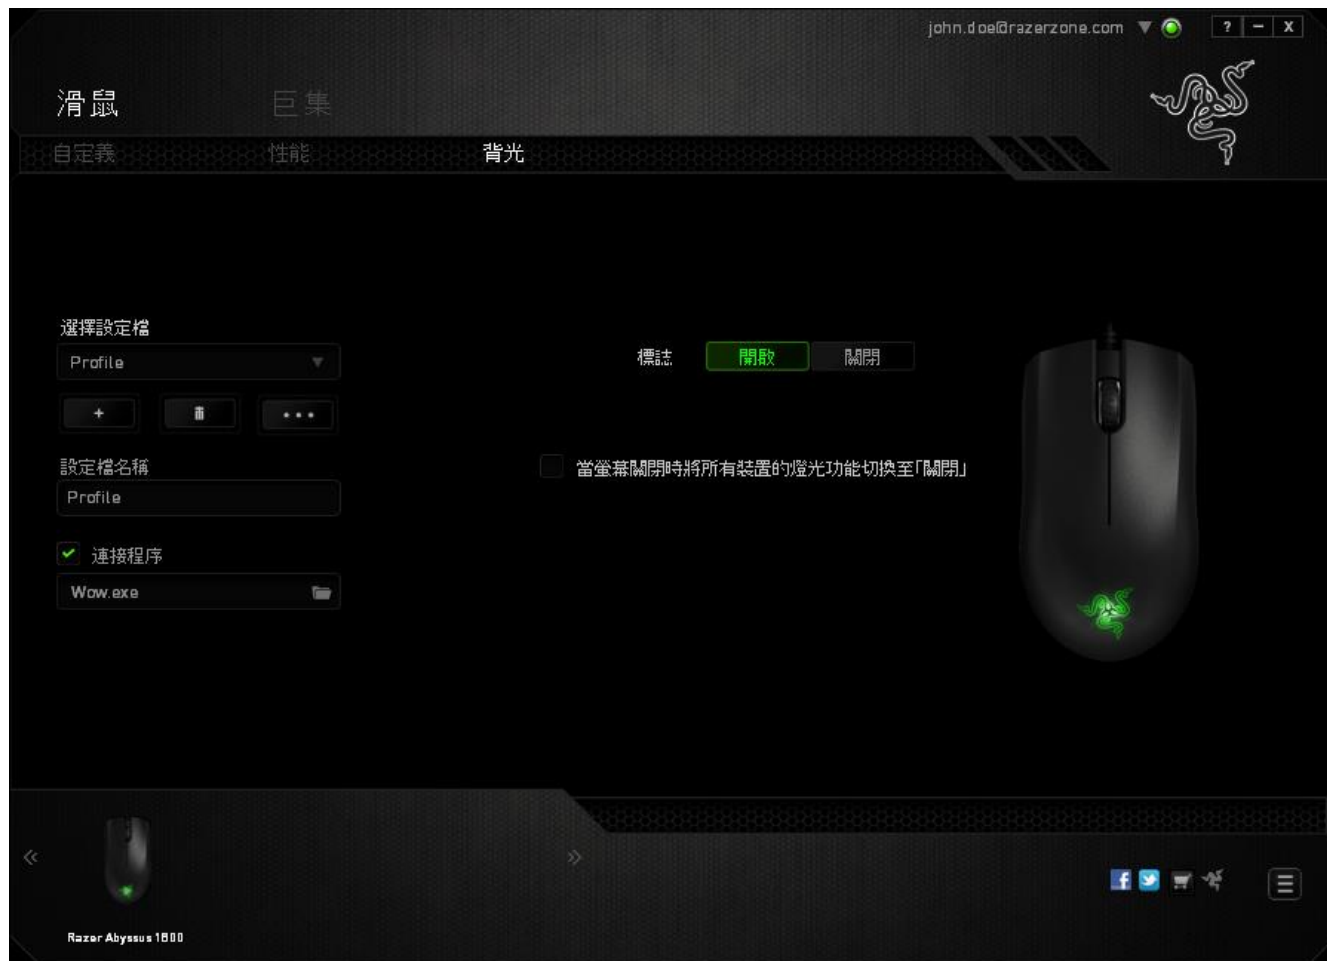 john.doe@razerzone.com
? – X
滑鼠 巨集
自定義 性能 背光
選擇設定檔
Profile
標誌 開啟 關閉
+ •••
設定檔名稱
當螢幕關閉時將所有裝置的燈光功能切換至「關閉」
Profile
連接程序
Wow.exe
Razer Abyssus 1800